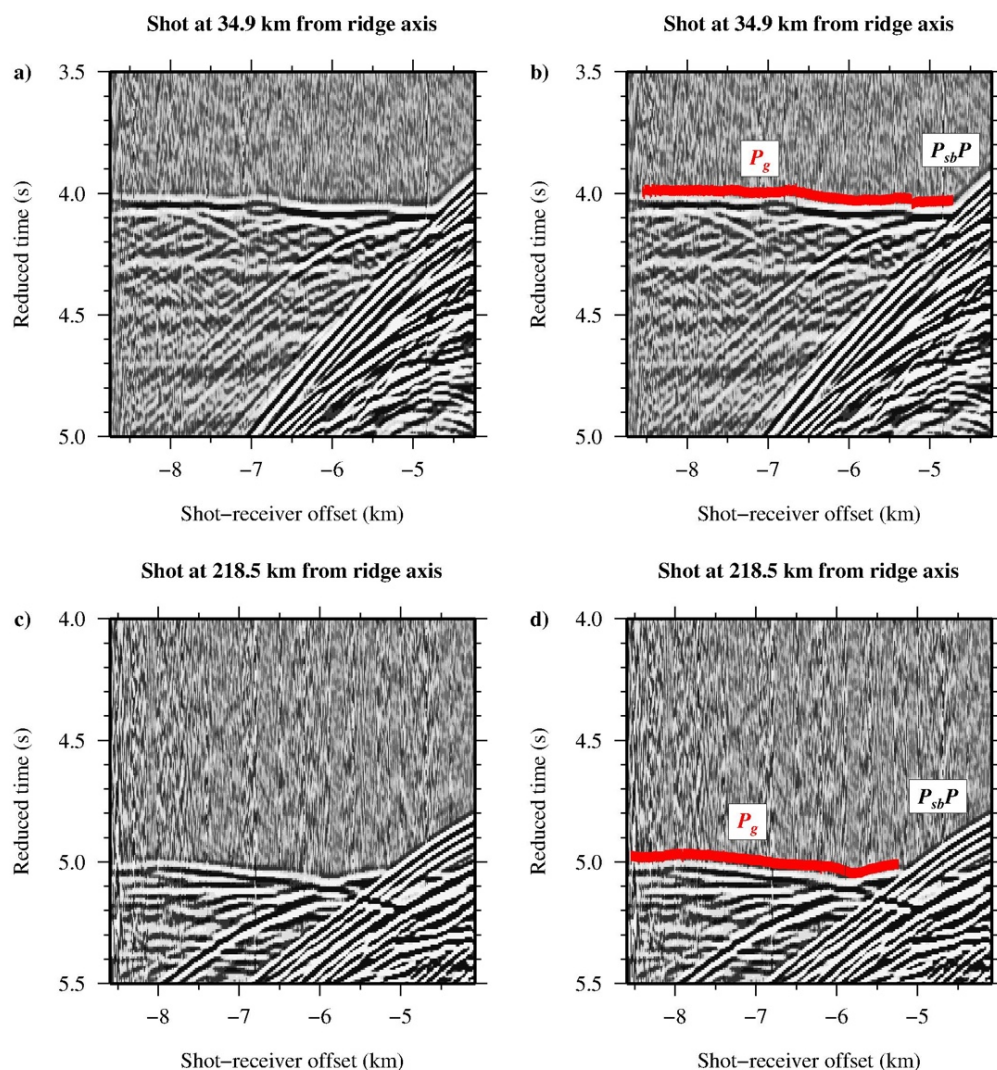 Shot at 34.9 km from ridge axis
Shot at 34.9 km from ridge axis
a)
3.5
4.0
4.5
5.0
Reduced time (s)
−8 −7 −6 −5
Shot−receiver offset (km)
b)
3.5
4.0
4.5
5.0
Reduced time (s)
Pg
PsbP
−8 −7 −6 −5
Shot−receiver offset (km)
Shot at 218.5 km from ridge axis
Shot at 218.5 km from ridge axis
c)
4.0
4.5
5.0
5.5
Reduced time (s)
−8 −7 −6 −5
Shot−receiver offset (km)
d)
4.0
4.5
5.0
5.5
Reduced time (s)
PsbP
Pg
−8 −7 −6 −5
Shot−receiver offset (km)